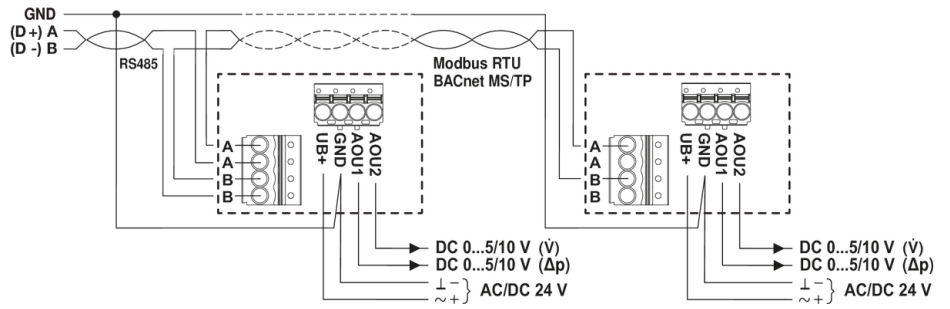 GND
(D+) A
(D -) B
RS485
Modbus RTU
BACnet MS/TP
UB+
GND
AOU1
AOU2
A
A
B
B
DC 0...5/10 V (V̇)
DC 0...5/10 V (Δp)
⊥ −
~ + } AC/DC 24 V
UB+
GND
AOU1
AOU2
A
A
B
B
DC 0...5/10 V (V̇)
DC 0...5/10 V (Δp)
⊥ −
~ + } AC/DC 24 V